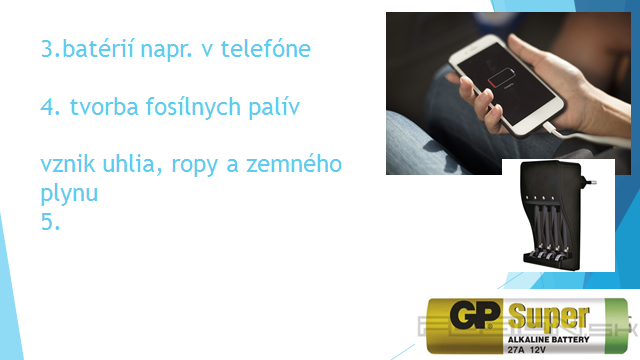 3.batérií napr. v telefóne
4. tvorba fosílnych palív
vznik uhlia, ropy a zemného
plynu
5.
GP Super
ALKALINE BATTERY
27A 12V